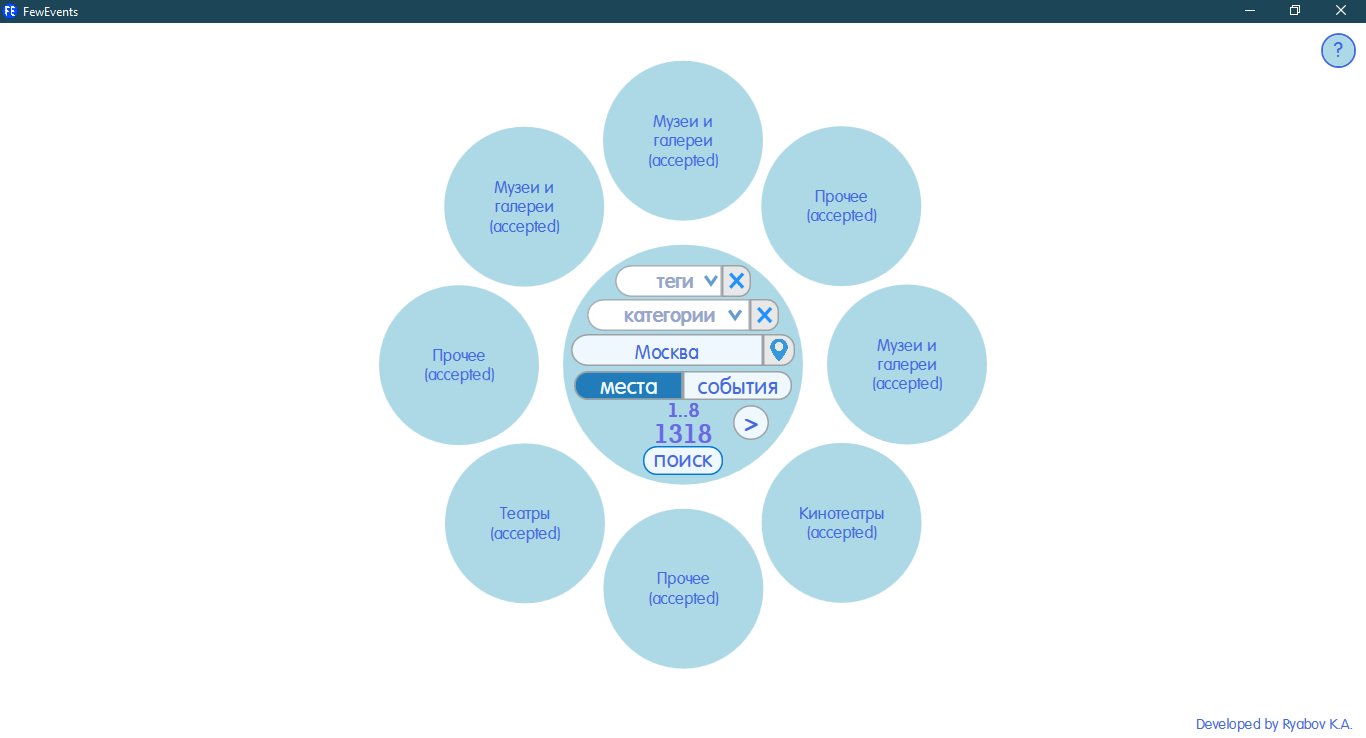 FE FewEvents
?
Музеи и
галереи
(accepted)
Музеи и
галереи
(accepted)
Прочее
(accepted)
теги
категории
Москва
места события
1..8
1318
>
поиск
Прочее
(accepted)
Музеи и
галереи
(accepted)
Театры
(accepted)
Кинотеатры
(accepted)
Прочее
(accepted)
Developed by Ryabov K.A.